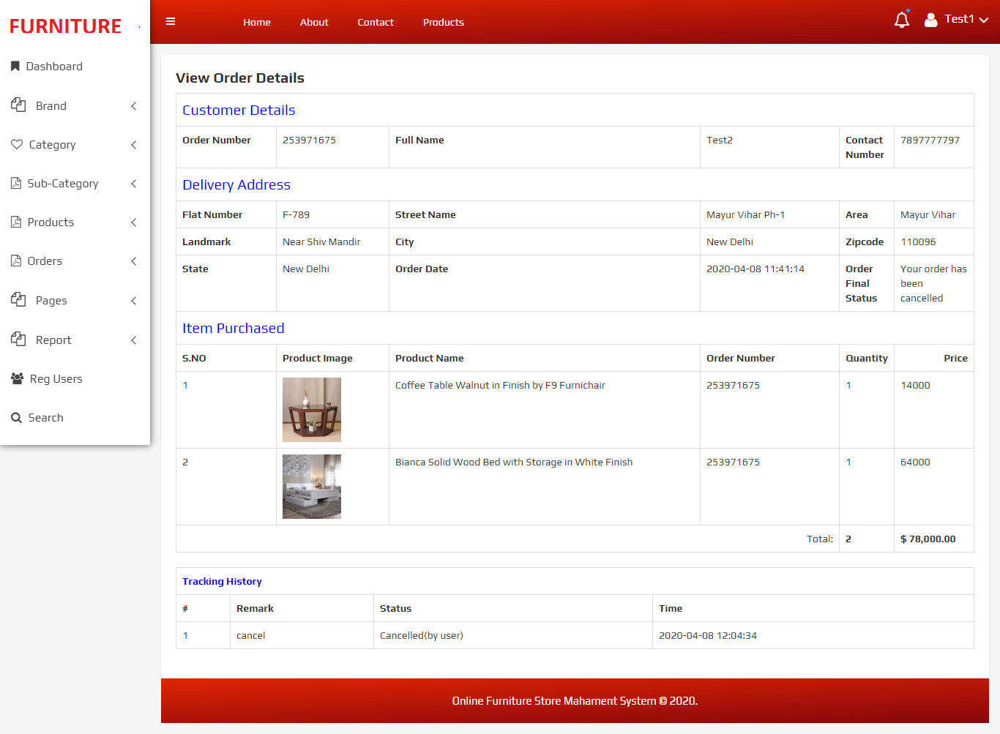 FURNITURE
Home About Contact Products
Test1
Dashboard
Brand
Category
Sub-Category
Products
Orders
Pages
Report
Reg Users
Search
View Order Details
Customer Details
Order Number 253971675 Full Name Test2 Contact 7897777797
Number
Delivery Address
Flat Number F-789 Street Name Mayur Vihar Ph-1 Area Mayur Vihar
Landmark Near Shiv Mandir City New Delhi Zipcode 110096
State New Delhi Order Date 2020-04-08 11:41:14 Order Your order has
Final been
Status cancelled
Item Purchased
S.NO Product Image Product Name Order Number Quantity Price
1 Coffee Table Walnut in Finish by F9 Furnichair 253971675 1 14000
2 Bianca Solid Wood Bed with Storage in White Finish 253971675 1 64000
Total: 2 $ 78,000.00
Tracking History
# Remark Status Time
1 cancel Cancelled(by user) 2020-04-08 12:04:34
Online Furniture Store Mahament System © 2020.